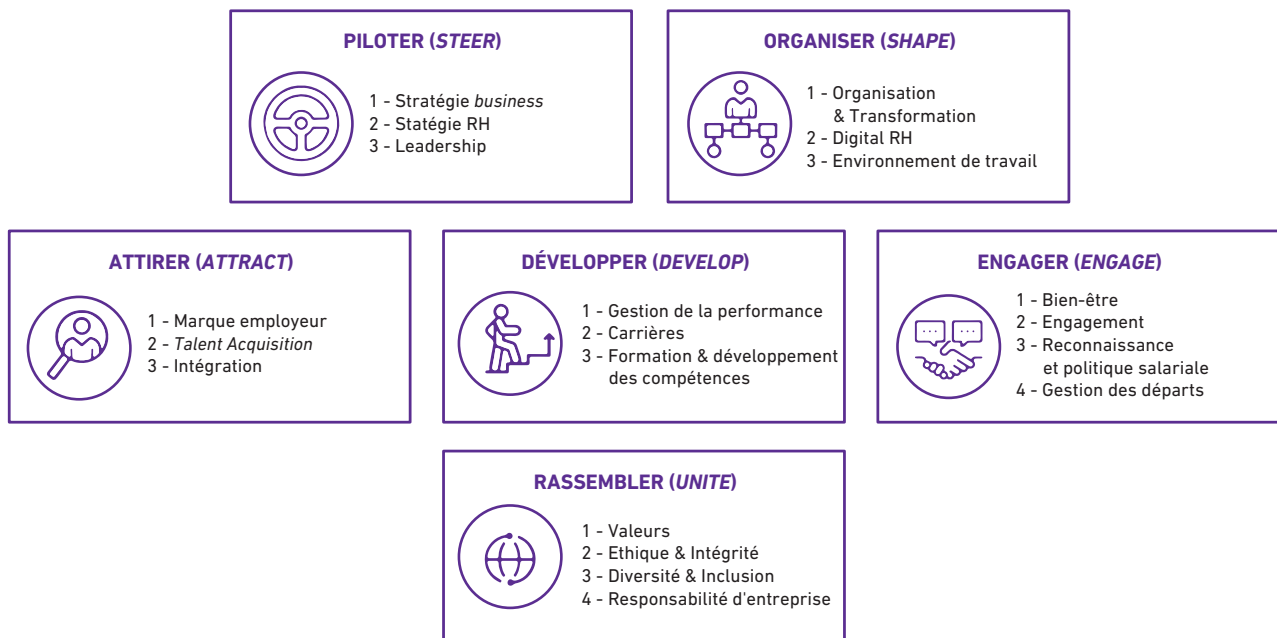 PILOTER (STEER)
1 - Stratégie business
2 - Statégie RH
3 - Leadership
ORGANISER (SHAPE)
1 - Organisation
& Transformation
2 - Digital RH
3 - Environnement de travail
ATTIRER (ATTRACT)
1 - Marque employeur
2 - Talent Acquisition
3 - Intégration
DÉVELOPPER (DEVELOP)
1 - Gestion de la performance
2 - Carrières
3 - Formation & développement
des compétences
ENGAGER (ENGAGE)
1 - Bien-être
2 - Engagement
3 - Reconnaissance
et politique salariale
4 - Gestion des départs
RASSEMBLER (UNITE)
1 - Valeurs
2 - Ethique & Intégrité
3 - Diversité & Inclusion
4 - Responsabilité d'entreprise